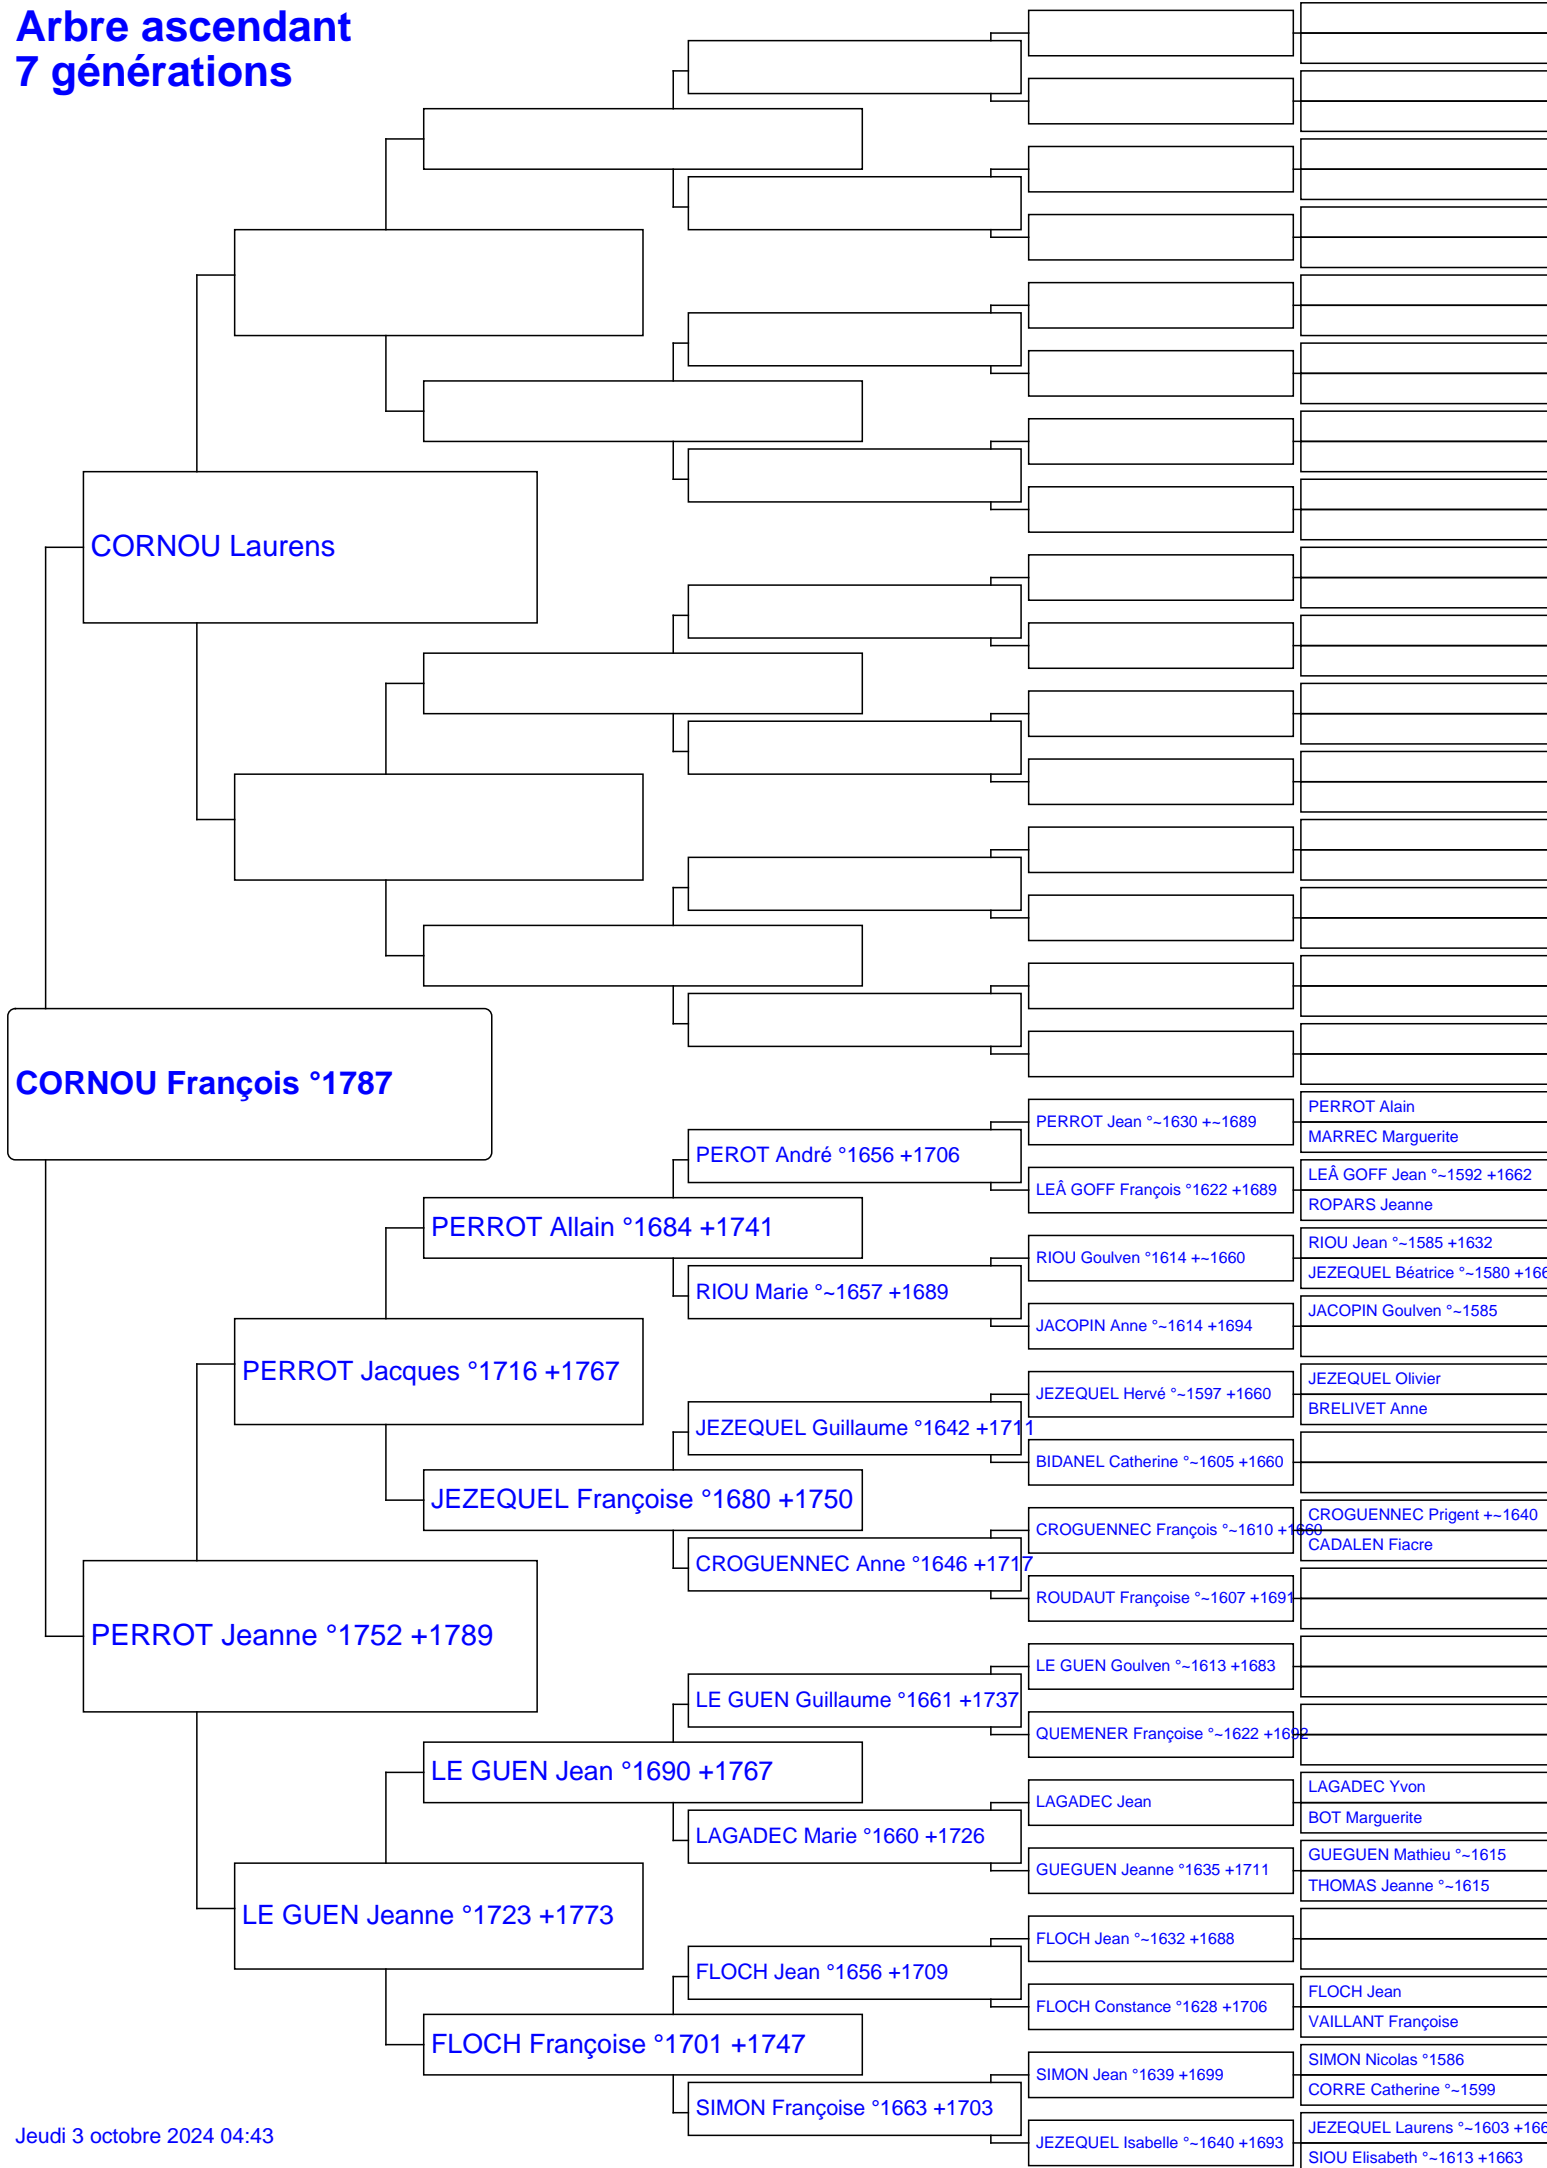 Arbre ascendant
7 générations
CORNOU Laurens
CORNOU François °1787
PERROT Alain
PERROT Jean °~1630 +~1689
MARREC Marguerite
PEROT André °1656 +1706
LEÂ GOFF Jean °~1592 +1662
LEÂ GOFF François °1622 +1689
ROPARS Jeanne
PERROT Allain °1684 +1741
RIOU Jean °~1585 +1632
RIOU Goulven °1614 +~1660
JEZEQUEL Béatrice °~1580 +166
RIOU Marie °~1657 +1689
JACOPIN Goulven °~1585
JACOPIN Anne °~1614 +1694
PERROT Jacques °1716 +1767
JEZEQUEL Olivier
JEZEQUEL Hervé °~1597 +1660
BRELIVET Anne
JEZEQUEL Guillaume °1642 +1711
BIDANEL Catherine °~1605 +1660
JEZEQUEL Françoise °1680 +1750
CROGUENNEC Prigent +~1640
CROGUENNEC François °~1610 +1660
CADALEN Fiacre
CROGUENNEC Anne °1646 +1717
ROUDAUT Françoise °~1607 +1691
PERROT Jeanne °1752 +1789
LE GUEN Goulven °~1613 +1683
LE GUEN Guillaume °1661 +1737
QUEMENER Françoise °~1622 +1692
LE GUEN Jean °1690 +1767
LAGADEC Yvon
LAGADEC Jean
BOT Marguerite
LAGADEC Marie °1660 +1726
GUEGUEN Mathieu °~1615
GUEGUEN Jeanne °1635 +1711
THOMAS Jeanne °~1615
LE GUEN Jeanne °1723 +1773
FLOCH Jean °~1632 +1688
FLOCH Jean °1656 +1709
FLOCH Jean
FLOCH Constance °1628 +1706
VAILLANT Françoise
FLOCH Françoise °1701 +1747
SIMON Nicolas °1586
SIMON Jean °1639 +1699
CORRE Catherine °~1599
SIMON Françoise °1663 +1703
JEZEQUEL Laurens °~1603 +166
JEZEQUEL Isabelle °~1640 +1693
SIOU Elisabeth °~1613 +1663
Jeudi 3 octobre 2024 04:43